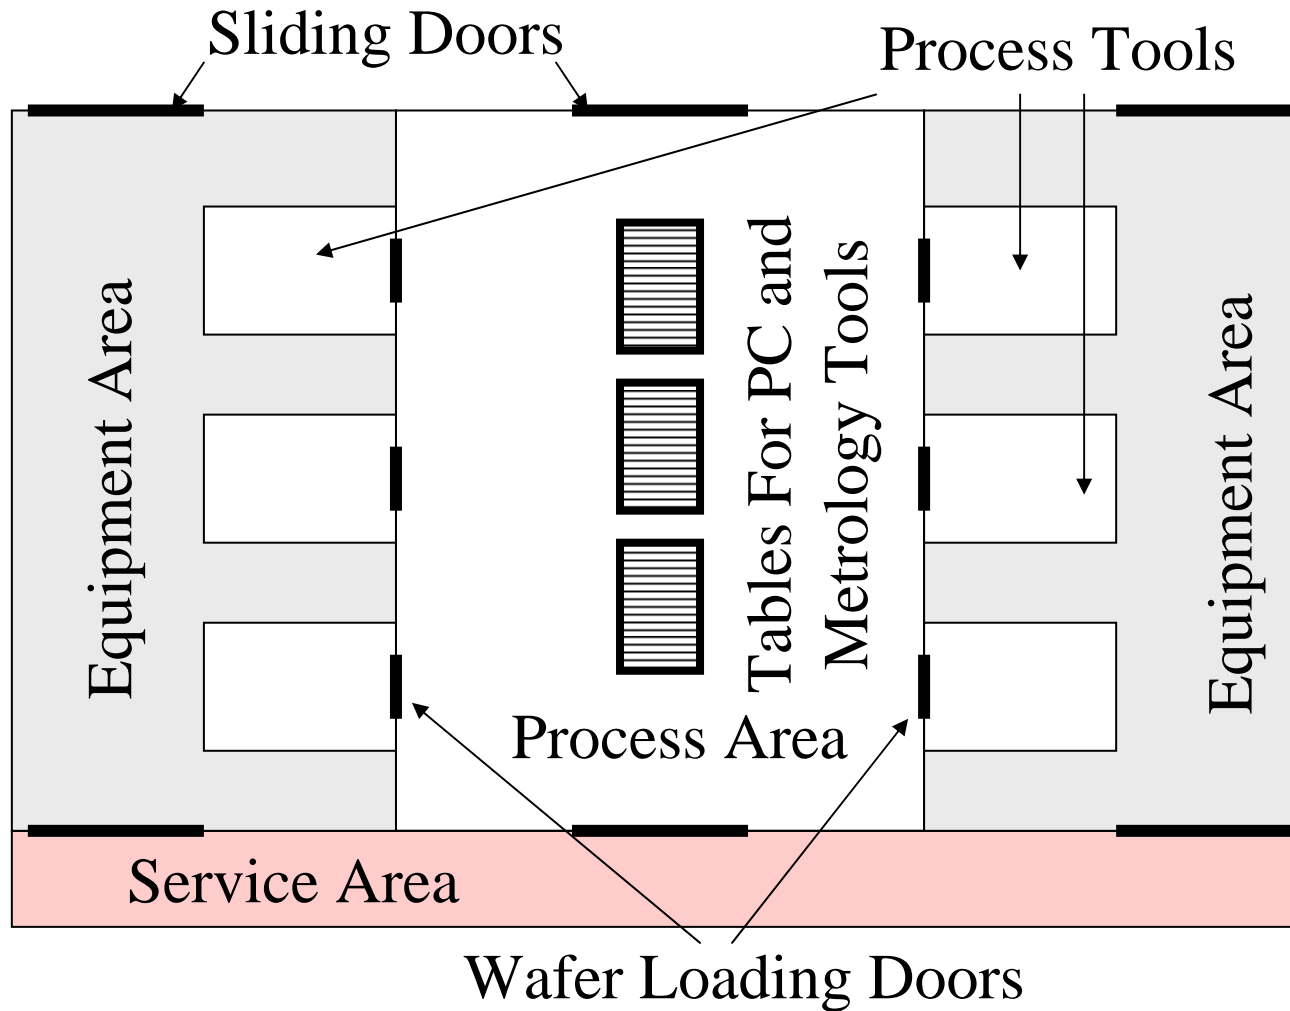 Sliding Doors
Process Tools
Equipment Area
Tables For PC and
Metrology Tools
Equipment Area
Process Area
Service Area
Wafer Loading Doors